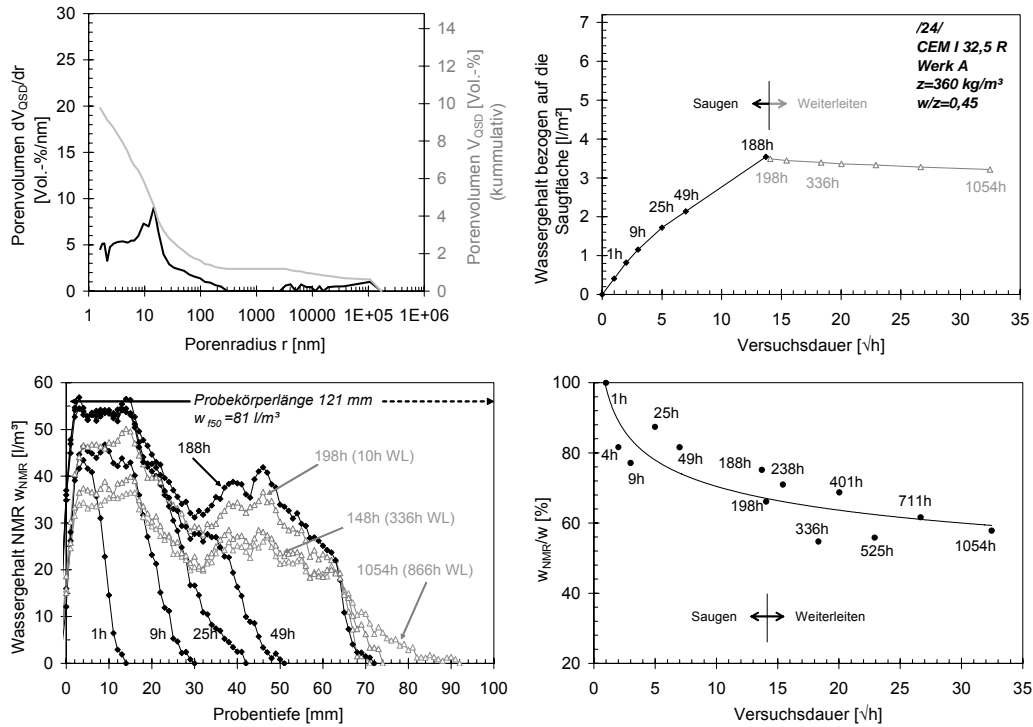 Porenvolumen dV_QSD/dr
[Vol.-%/nm]
30
25
20
15
10
5
0
14
12
10
8
6
4
2
0
Porenvolumen V_QSD [Vol.-%]
(kummulativ)
1 10 100 1000 10000 1E+05 1E+06
Porenradius r [nm]
Wassergehalt bezogen auf die
Saugfläche [l/m²]
7
6
5
4
3
2
1
0
/24/
CEM I 32,5 R
Werk A
z=360 kg/m³
w/z=0,45
Saugen Weiterleiten
188h
198h
336h
1054h
49h
25h
9h
1h
0 5 10 15 20 25 30 35
Versuchsdauer [√h]
Wassergehalt NMR w_NMR [l/m³]
60
50
40
30
20
10
0
Probekörperlänge 121 mm
w_f50 =81 l/m³
188h
198h (10h WL)
148h (336h WL)
1054h (866h WL)
1h
9h
25h
49h
0 10 20 30 40 50 60 70 80 90 100
Probentiefe [mm]
w_NMR/w [%]
100
80
60
40
20
1h
25h
4h
9h
49h
188h
238h
198h
401h
336h
711h
525h
1054h
Saugen Weiterleiten
0 5 10 15 20 25 30 35
Versuchsdauer [√h]